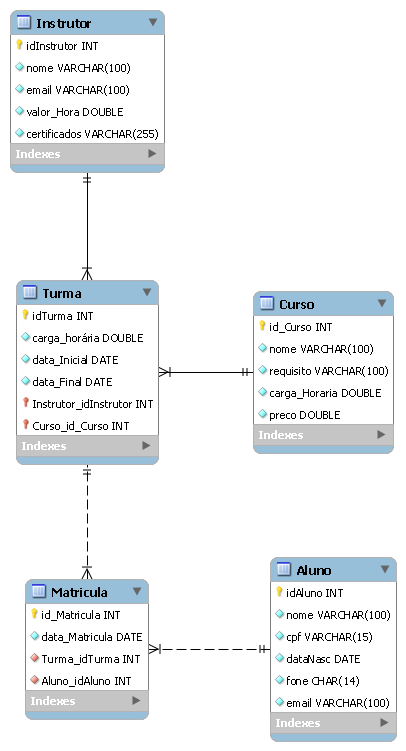 Instrutor
idInstrutor INT
nome VARCHAR(100)
email VARCHAR(100)
valor_Hora DOUBLE
certificados VARCHAR(255)
Indexes
Turma
idTurma INT
carga_horária DOUBLE
data_Inicial DATE
data_Final DATE
Instrutor_idInstrutor INT
Curso_id_Curso INT
Indexes
Curso
id_Curso INT
nome VARCHAR(100)
requisito VARCHAR(100)
carga_Horaria DOUBLE
preco DOUBLE
Indexes
Matricula
id_Matricula INT
data_Matricula DATE
Turma_idTurma INT
Aluno_idAluno INT
Indexes
Aluno
idAluno INT
nome VARCHAR(100)
cpf VARCHAR(15)
dataNasc DATE
fone CHAR(14)
email VARCHAR(100)
Indexes